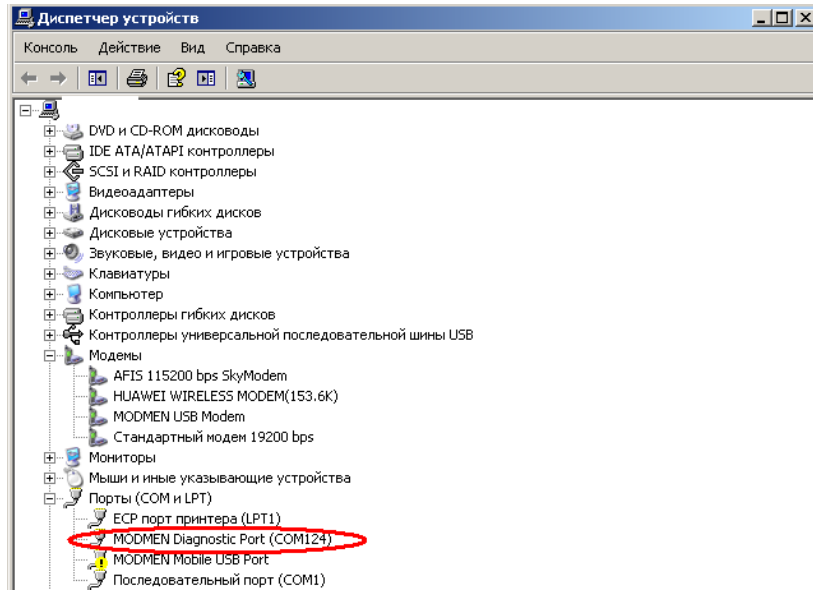 Диспетчер устройств
Консоль Действие Вид Справка
DVD и CD-ROM дисководы
IDE ATA/ATAPI контроллеры
SCSI и RAID контроллеры
Видеоадаптеры
Дисководы гибких дисков
Дисковые устройства
Звуковые, видео и игровые устройства
Клавиатуры
Компьютер
Контроллеры гибких дисков
Контроллеры универсальной последовательной шины USB
Модемы
AFIS 115200 bps SkyModem
HUAWEI WIRELESS MODEM(153.6K)
MODMEN USB Modem
Стандартный модем 19200 bps
Мониторы
Мыши и иные указывающие устройства
Порты (COM и LPT)
ECP порт принтера (LPT1)
MODMEN Diagnostic Port (COM124)
MODMEN Mobile USB Port
Последовательный порт (COM1)